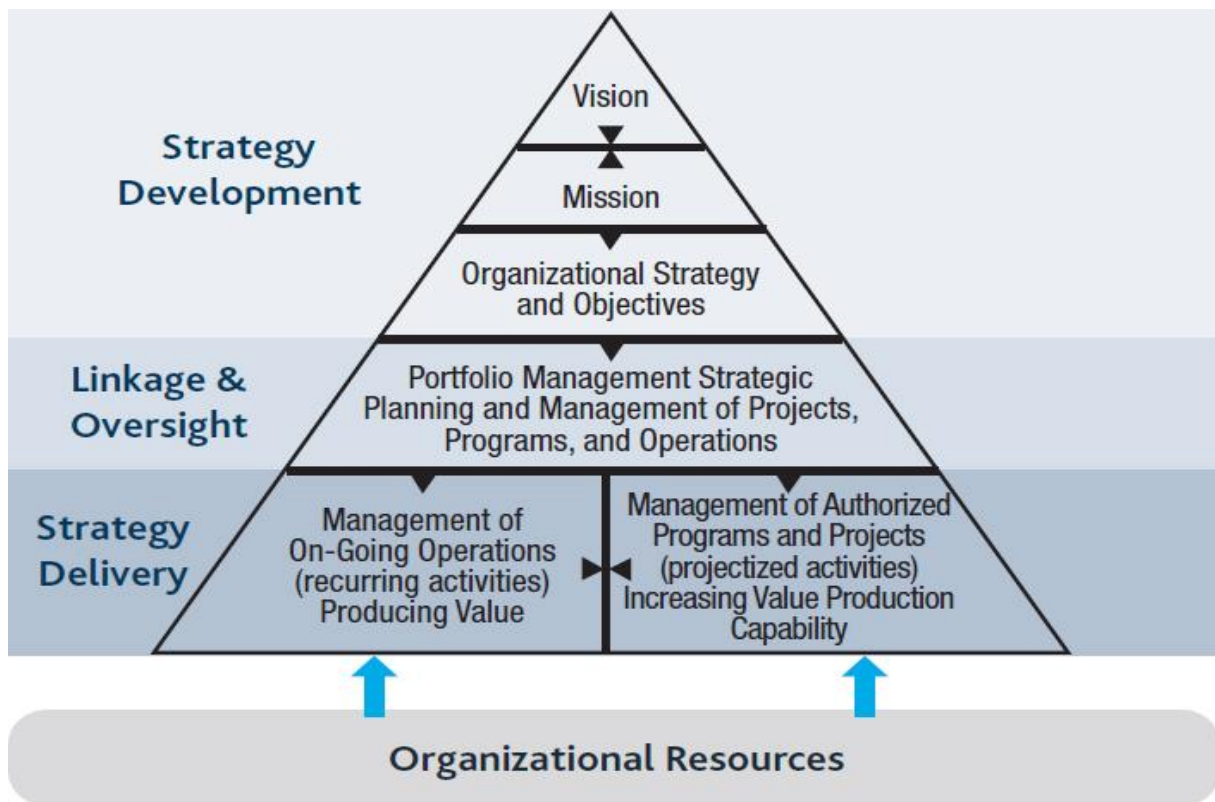 Vision
Strategy
Development
Mission
Organizational Strategy
and Objectives
Linkage &
Oversight
Portfolio Management Strategic
Planning and Management of Projects,
Programs, and Operations
Strategy
Delivery
Management of
On-Going Operations
(recurring activities)
Producing Value
Management of Authorized
Programs and Projects
(projectized activities)
Increasing Value Production
Capability
Organizational Resources